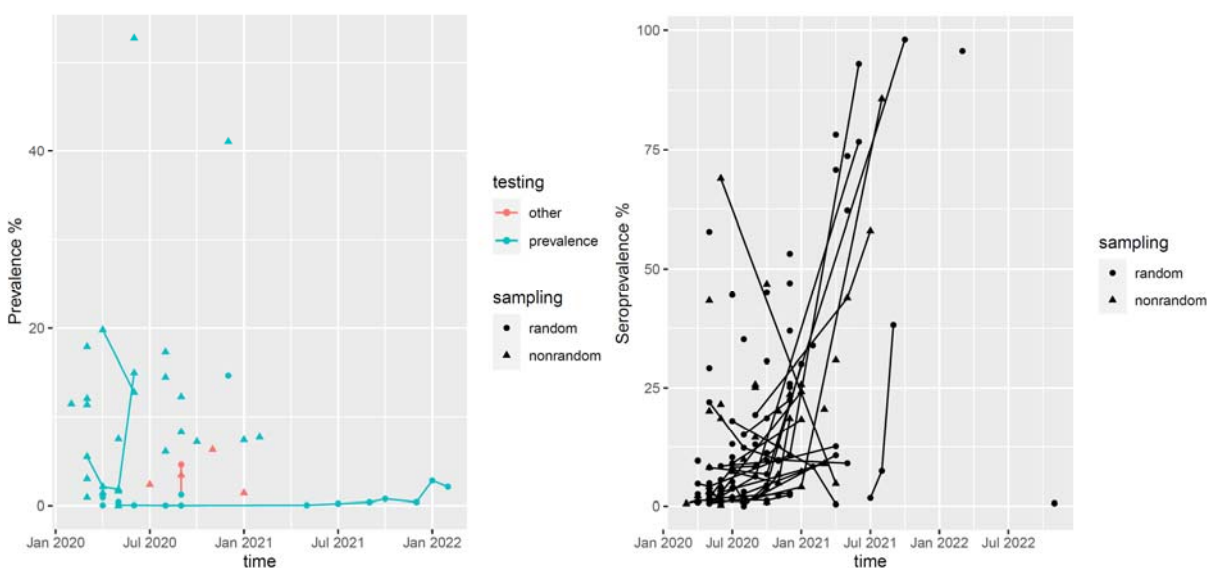 Prevalence %
40
20
0
Jan 2020
Jul 2020
Jan 2021
Jul 2021
Jan 2022
time
testing
other
prevalence
sampling
random
nonrandom
Seroprevalence %
100
75
50
25
0
Jan 2020
Jul 2020
Jan 2021
Jul 2021
Jan 2022
Jul 2022
time
sampling
random
nonrandom